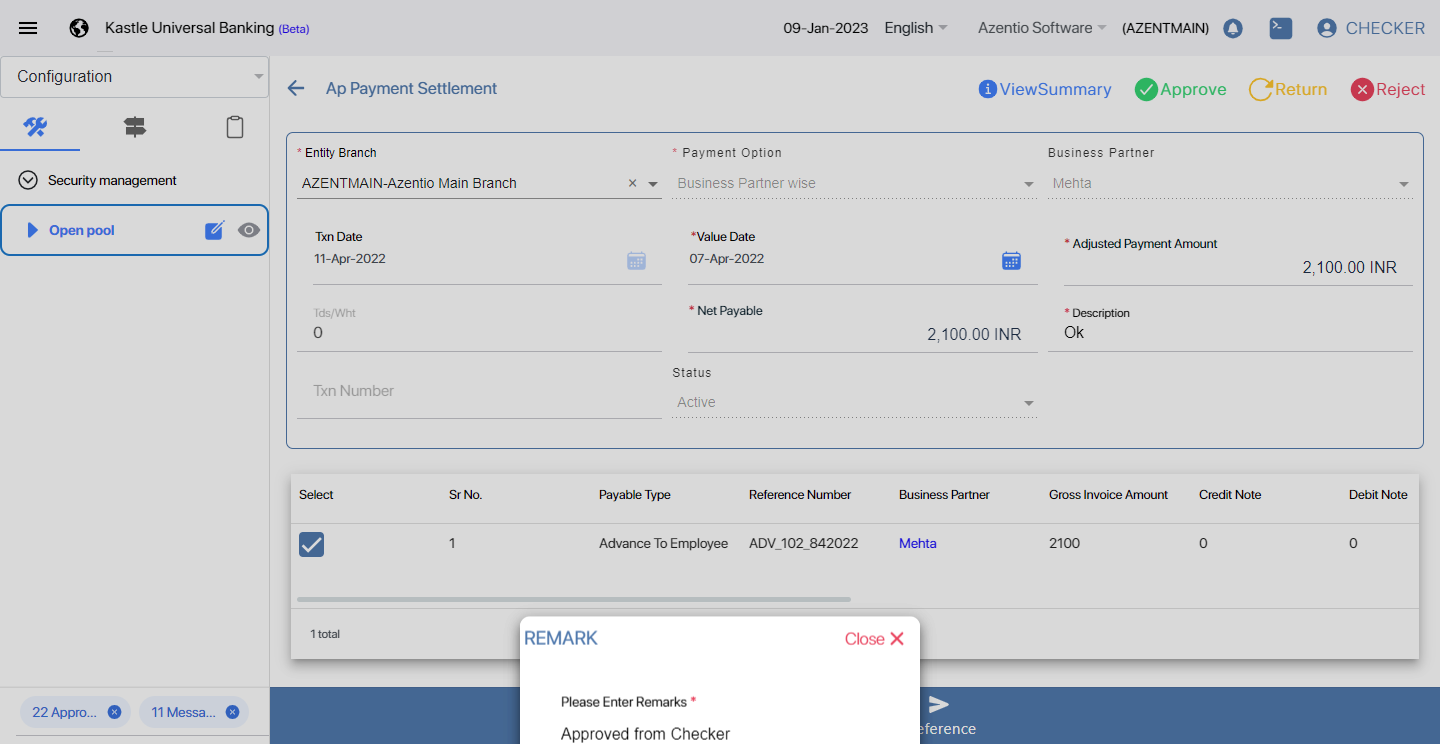 Kastle Universal Banking (Beta)
09-Jan-2023
English
Azentio Software
(AZENTMAIN)
CHECKER
Configuration
Security management
Open pool
22 Appro...
11 Messa...
Ap Payment Settlement
ViewSummary
Approve
Return
Reject
* Entity Branch
AZENTMAIN-Azentio Main Branch
* Payment Option
Business Partner wise
Business Partner
Mehta
Txn Date
11-Apr-2022
*Value Date
07-Apr-2022
* Adjusted Payment Amount
2,100.00 INR
Tds/Wht
0
* Net Payable
2,100.00 INR
* Description
Ok
Txn Number
Status
Active
Select Sr No. Payable Type Reference Number Business Partner Gross Invoice Amount Credit Note Debit Note
1 Advance To Employee ADV_102_842022 Mehta 2100 0 0
1 total
REMARK
Close
Please Enter Remarks *
Approved from Checker
eference